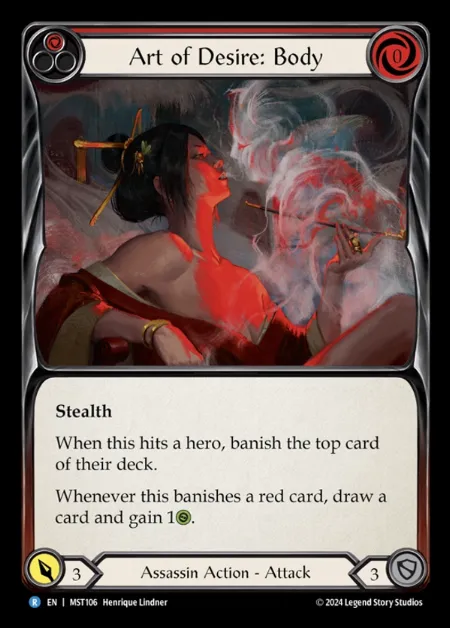 Art of Desire: Body
0
Stealth
When this hits a hero, banish the top card
of their deck.
Whenever this banishes a red card, draw a
card and gain 1.
3
Assassin Action - Attack
3
R EN | MST106 Henrique Lindner
© 2024 Legend Story Studios